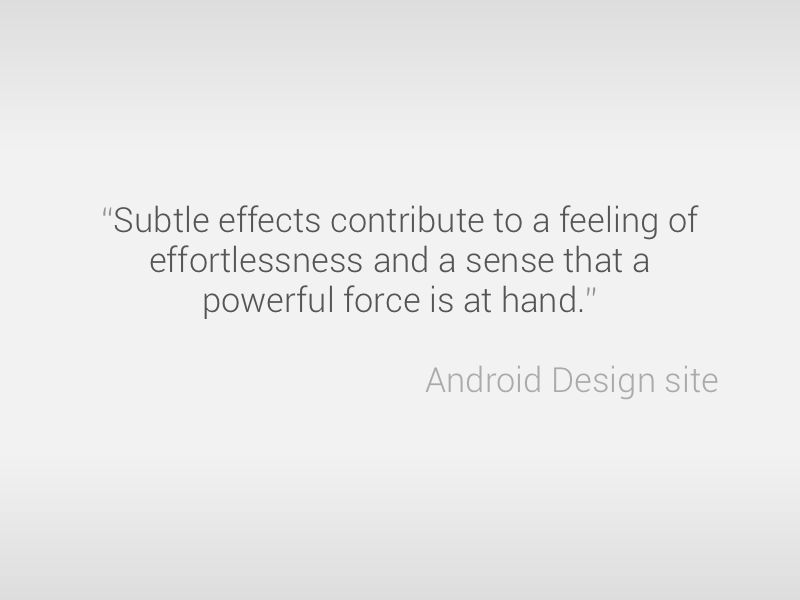 “Subtle effects contribute to a feeling of
effortlessness and a sense that a
powerful force is at hand.”
Android Design site